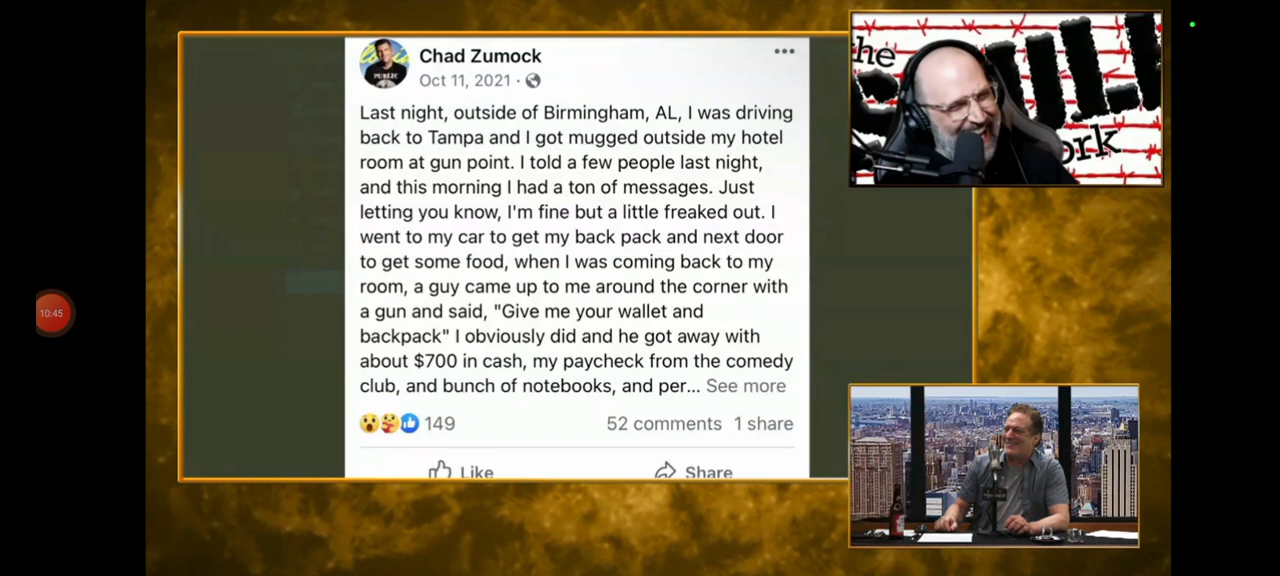 Chad Zumock
Oct 11, 2021 ·
Last night, outside of Birmingham, AL, I was driving
back to Tampa and I got mugged outside my hotel
room at gun point. I told a few people last night,
and this morning I had a ton of messages. Just
letting you know, I'm fine but a little freaked out. I
went to my car to get my back pack and next door
to get some food, when I was coming back to my
room, a guy came up to me around the corner with
a gun and said, "Give me your wallet and
backpack" I obviously did and he got away with
about $700 in cash, my paycheck from the comedy
club, and bunch of notebooks, and per... See more
149 52 comments 1 share
Like Share
10:45
PUBLIC
he
ork